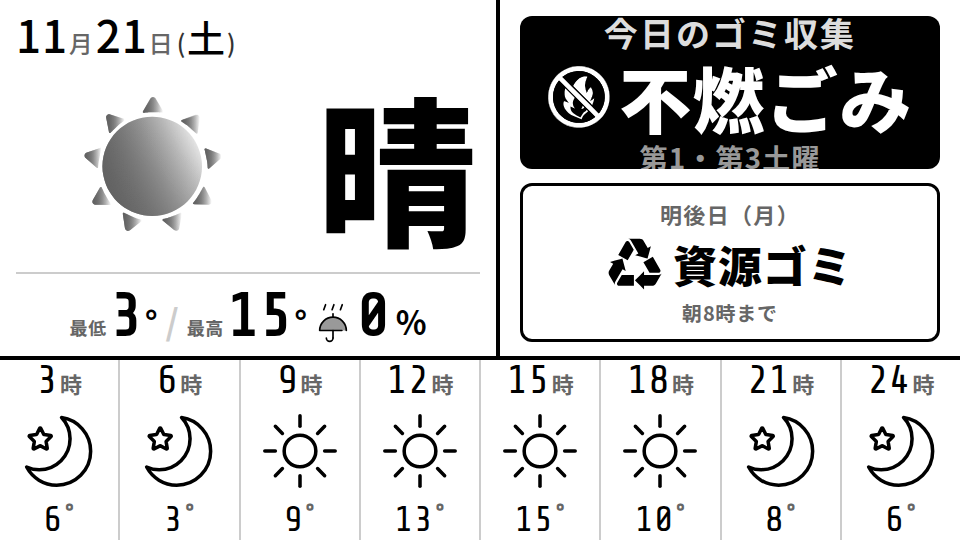 11月21日(土)
晴
最低 3° / 最高 15° 0%
今日のゴミ収集
不燃ごみ
第1・第3土曜
明後日（月）
資源ゴミ
朝8時まで
3時 6時 9時 12時 15時 18時 21時 24時
6° 3° 9° 13° 15° 10° 8° 6°